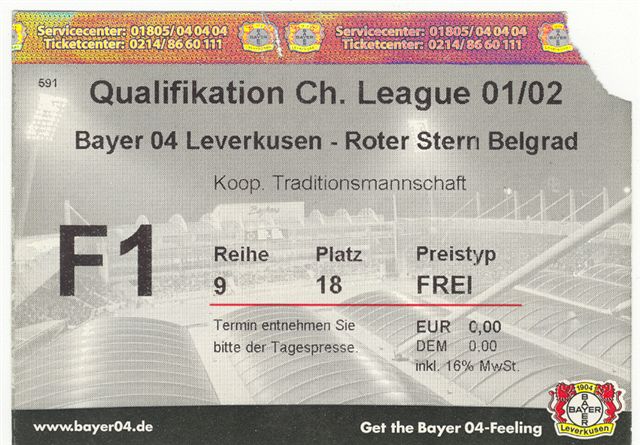 Servicecenter: 01805/ 04 04 04
Ticketcenter: 0214/ 86 60 111
Servicecenter: 01805/ 04 04 04
Ticketcenter: 0214/ 86 60 111
591
Qualifikation Ch. League 01/02
Bayer 04 Leverkusen - Roter Stern Belgrad
Koop. Traditionsmannschaft
F1
Reihe Platz Preistyp
9 18 FREI
Termin entnehmen Sie EUR 0,00
bitte der Tagespresse. DEM 0,00
inkl. 16% MwSt.
www.bayer04.de
Get the Bayer 04-Feeling
1904
BAYER
BAYER
Leverkusen